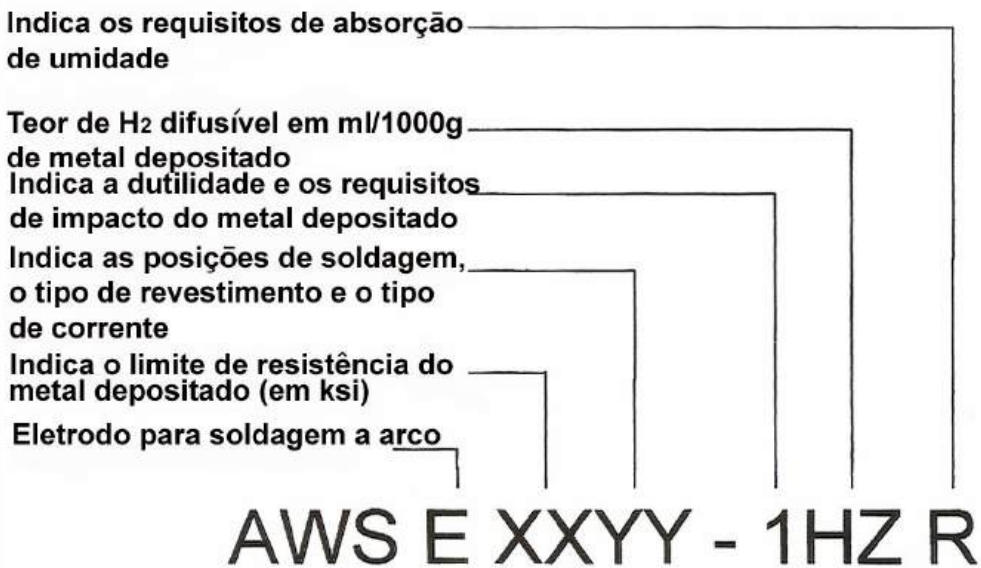 Indica os requisitos de absorção
de umidade
Teor de H2 difusível em ml/1000g
de metal depositado
Indica a dutilidade e os requisitos
de impacto do metal depositado
Indica as posições de soldagem,
o tipo de revestimento e o tipo
de corrente
Indica o limite de resistência do
metal depositado (em ksi)
Eletrodo para soldagem a arco
AWS E XXYY - 1HZ R